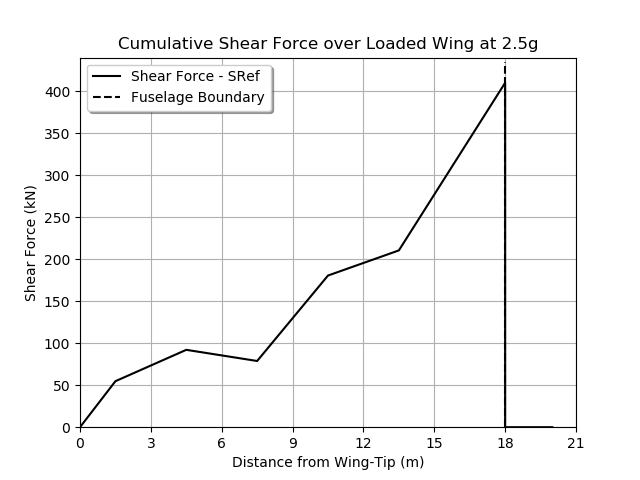 Cumulative Shear Force over Loaded Wing at 2.5g
Shear Force - SRef
Fuselage Boundary
Shear Force (kN)
400
350
300
250
200
150
100
50
0
0 3 6 9 12 15 18 21
Distance from Wing-Tip (m)